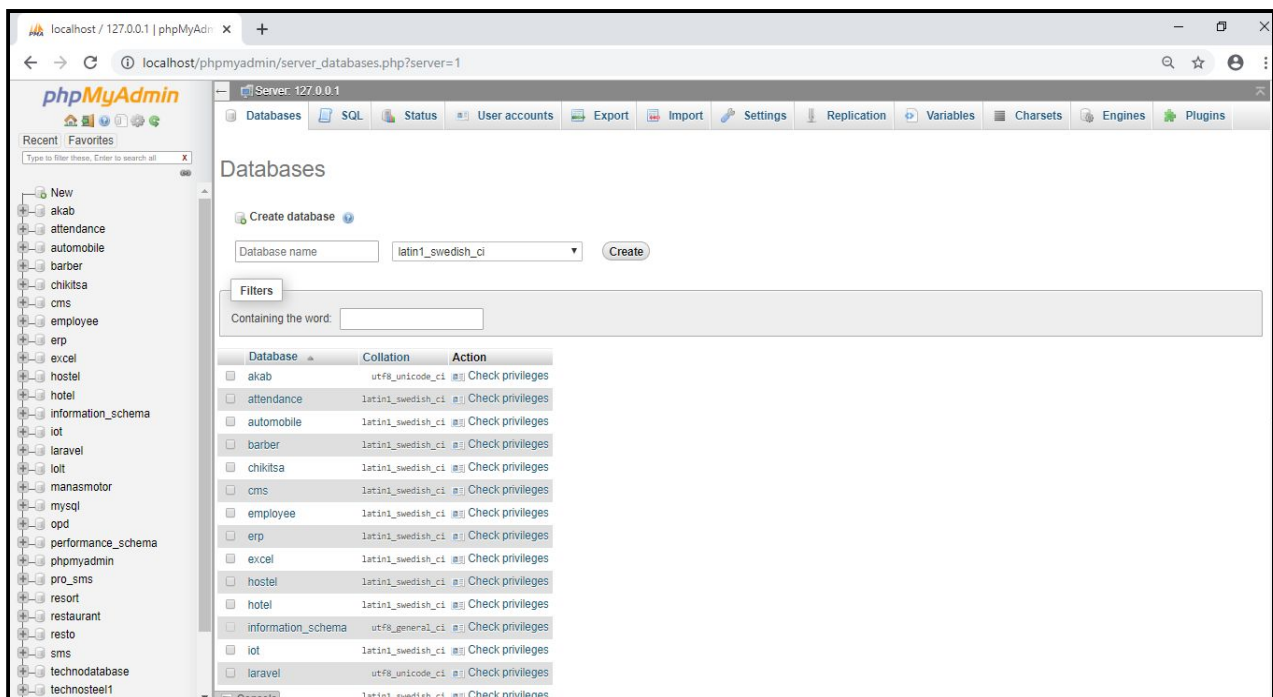 localhost / 127.0.0.1 | phpMyAdn
localhost/phpmyadmin/server_databases.php?server=1
phpMyAdmin
Recent Favorites
Type to filter these, Enter to search all X
New
akab
attendance
automobile
barber
chikitsa
cms
employee
erp
excel
hostel
hotel
information_schema
iot
laravel
lolt
manasmotor
mysql
opd
performance_schema
phpmyadmin
pro_sms
resort
restaurant
resto
sms
technodatabase
technosteel1
Server: 127.0.0.1
Databases SQL Status User accounts Export Import Settings Replication Variables Charsets Engines Plugins
Databases
Create database
Database name latin1_swedish_ci Create
Filters
Containing the word:
Database Collation Action
akab utf8_unicode_ci Check privileges
attendance latin1_swedish_ci Check privileges
automobile latin1_swedish_ci Check privileges
barber latin1_swedish_ci Check privileges
chikitsa latin1_swedish_ci Check privileges
cms latin1_swedish_ci Check privileges
employee latin1_swedish_ci Check privileges
erp latin1_swedish_ci Check privileges
excel latin1_swedish_ci Check privileges
hostel latin1_swedish_ci Check privileges
hotel latin1_swedish_ci Check privileges
information_schema utf8_general_ci Check privileges
iot latin1_swedish_ci Check privileges
laravel utf8_unicode_ci Check privileges
Console latin1_swedish_ci Check privileges